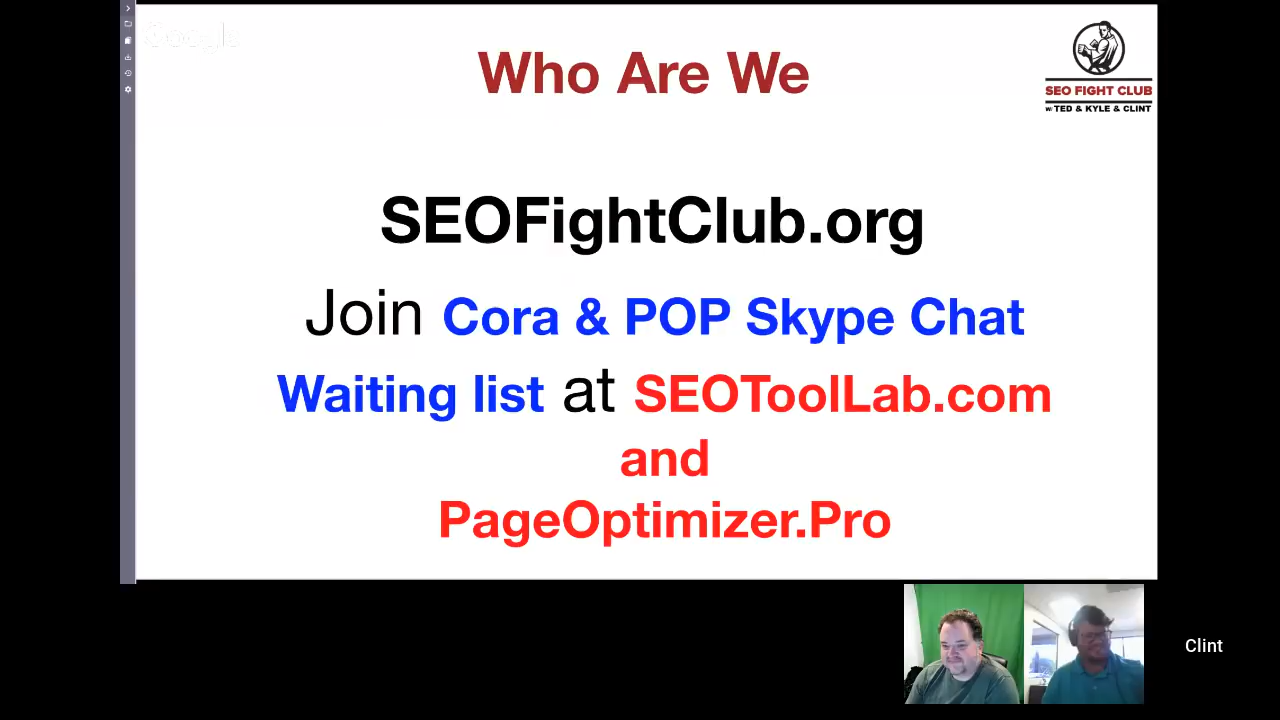 Google
Who Are We
SEO FIGHT CLUB
w/ TED & KYLE & CLINT
SEOFightClub.org
Join Cora & POP Skype Chat
Waiting list at SEOToolLab.com
and
PageOptimizer.Pro
Clint